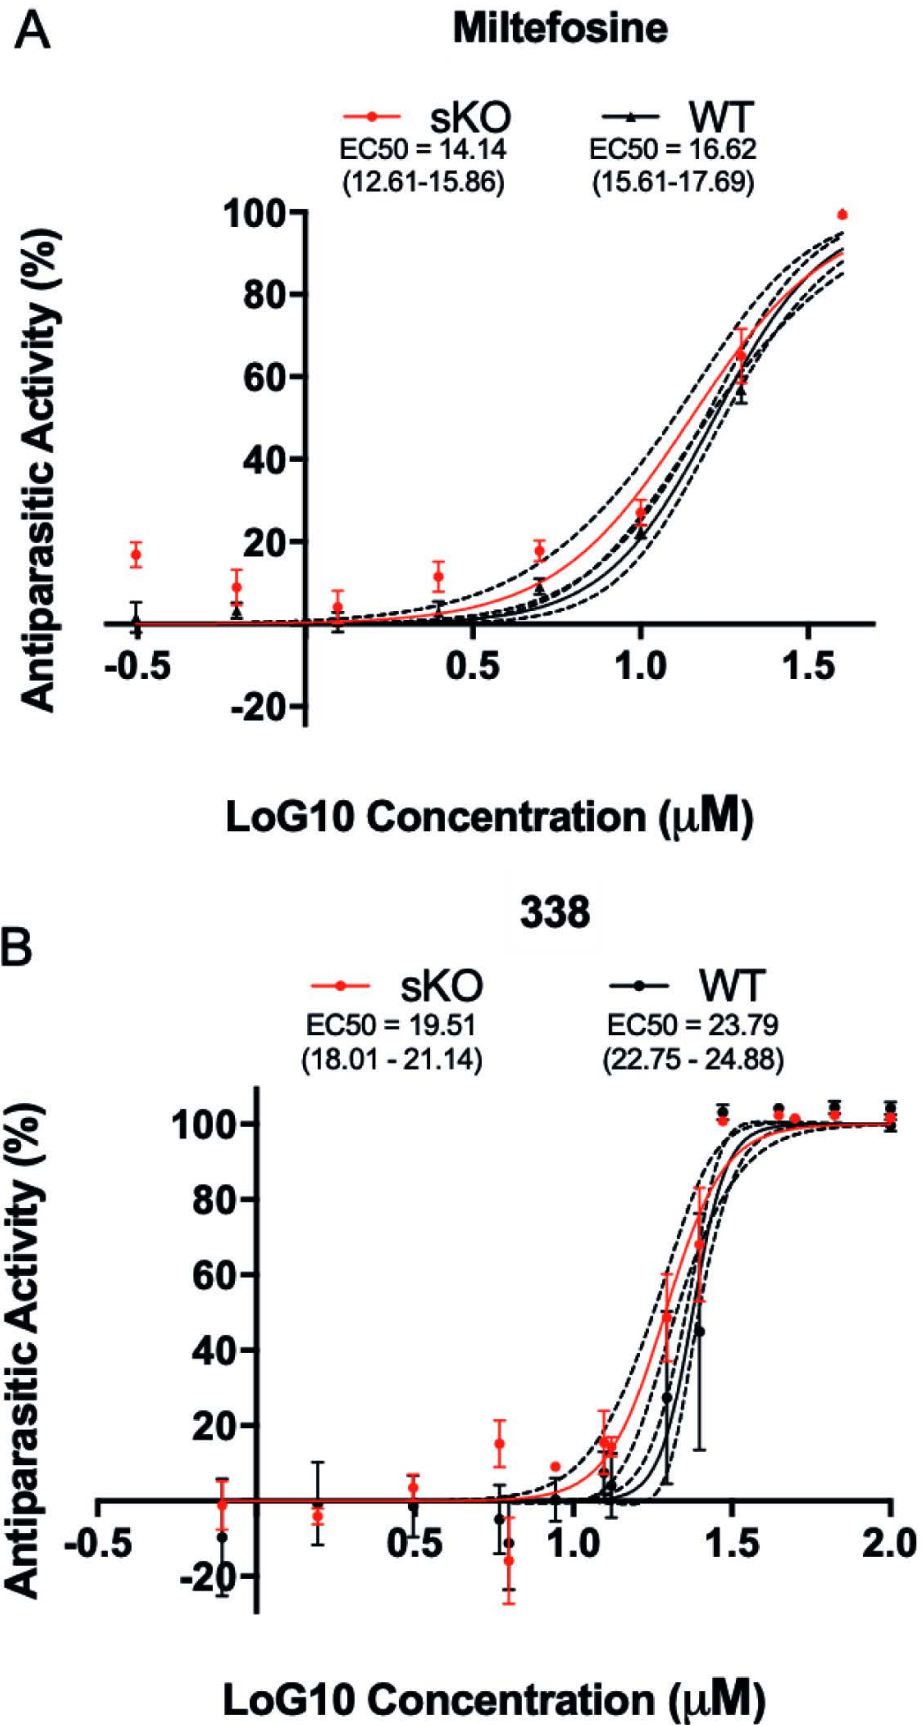 A
Miltefosine
sKO WT
EC50 = 14.14 EC50 = 16.62
(12.61-15.86) (15.61-17.69)
Antiparasitic Activity (%)
100
80
60
40
20
-20
-0.5 0.5 1.0 1.5
LoG10 Concentration (μM)
338
B
sKO WT
EC50 = 19.51 EC50 = 23.79
(18.01 - 21.14) (22.75 - 24.88)
Antiparasitic Activity (%)
100
80
60
40
20
-20
-0.5 0.5 1.0 1.5 2.0
LoG10 Concentration (μM)